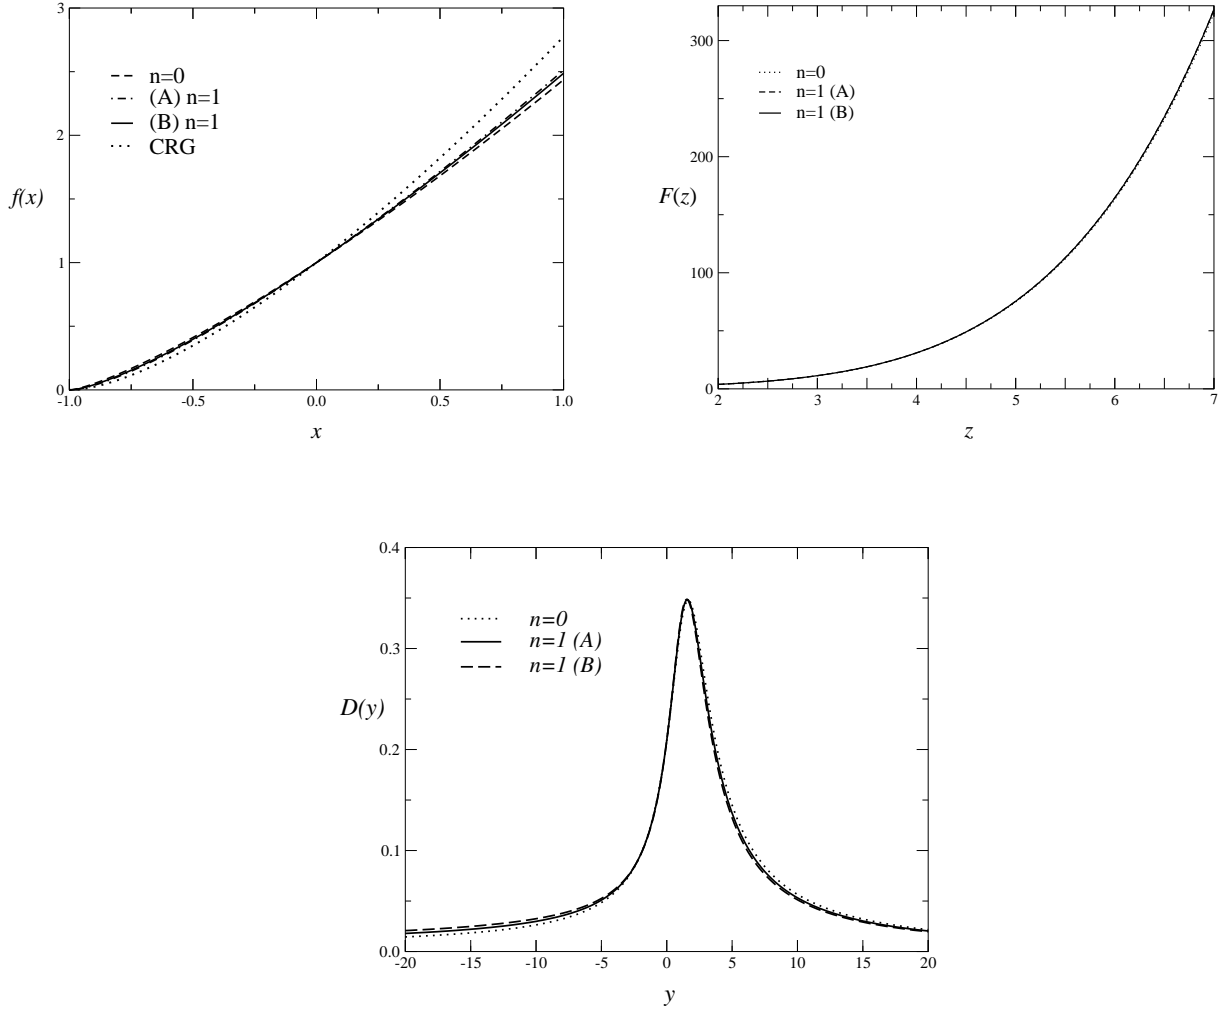 3
2
1
0
n=0
(A) n=1
(B) n=1
CRG
f(x)
-1.0 -0.5 0.0 0.5 1.0
x
300
200
100
0
n=0
n=1 (A)
n=1 (B)
F(z)
2 3 4 5 6 7
z
0.4
0.3
0.2
0.1
0.0
n=0
n=1 (A)
n=1 (B)
D(y)
-20 -15 -10 -5 0 5 10 15 20
y